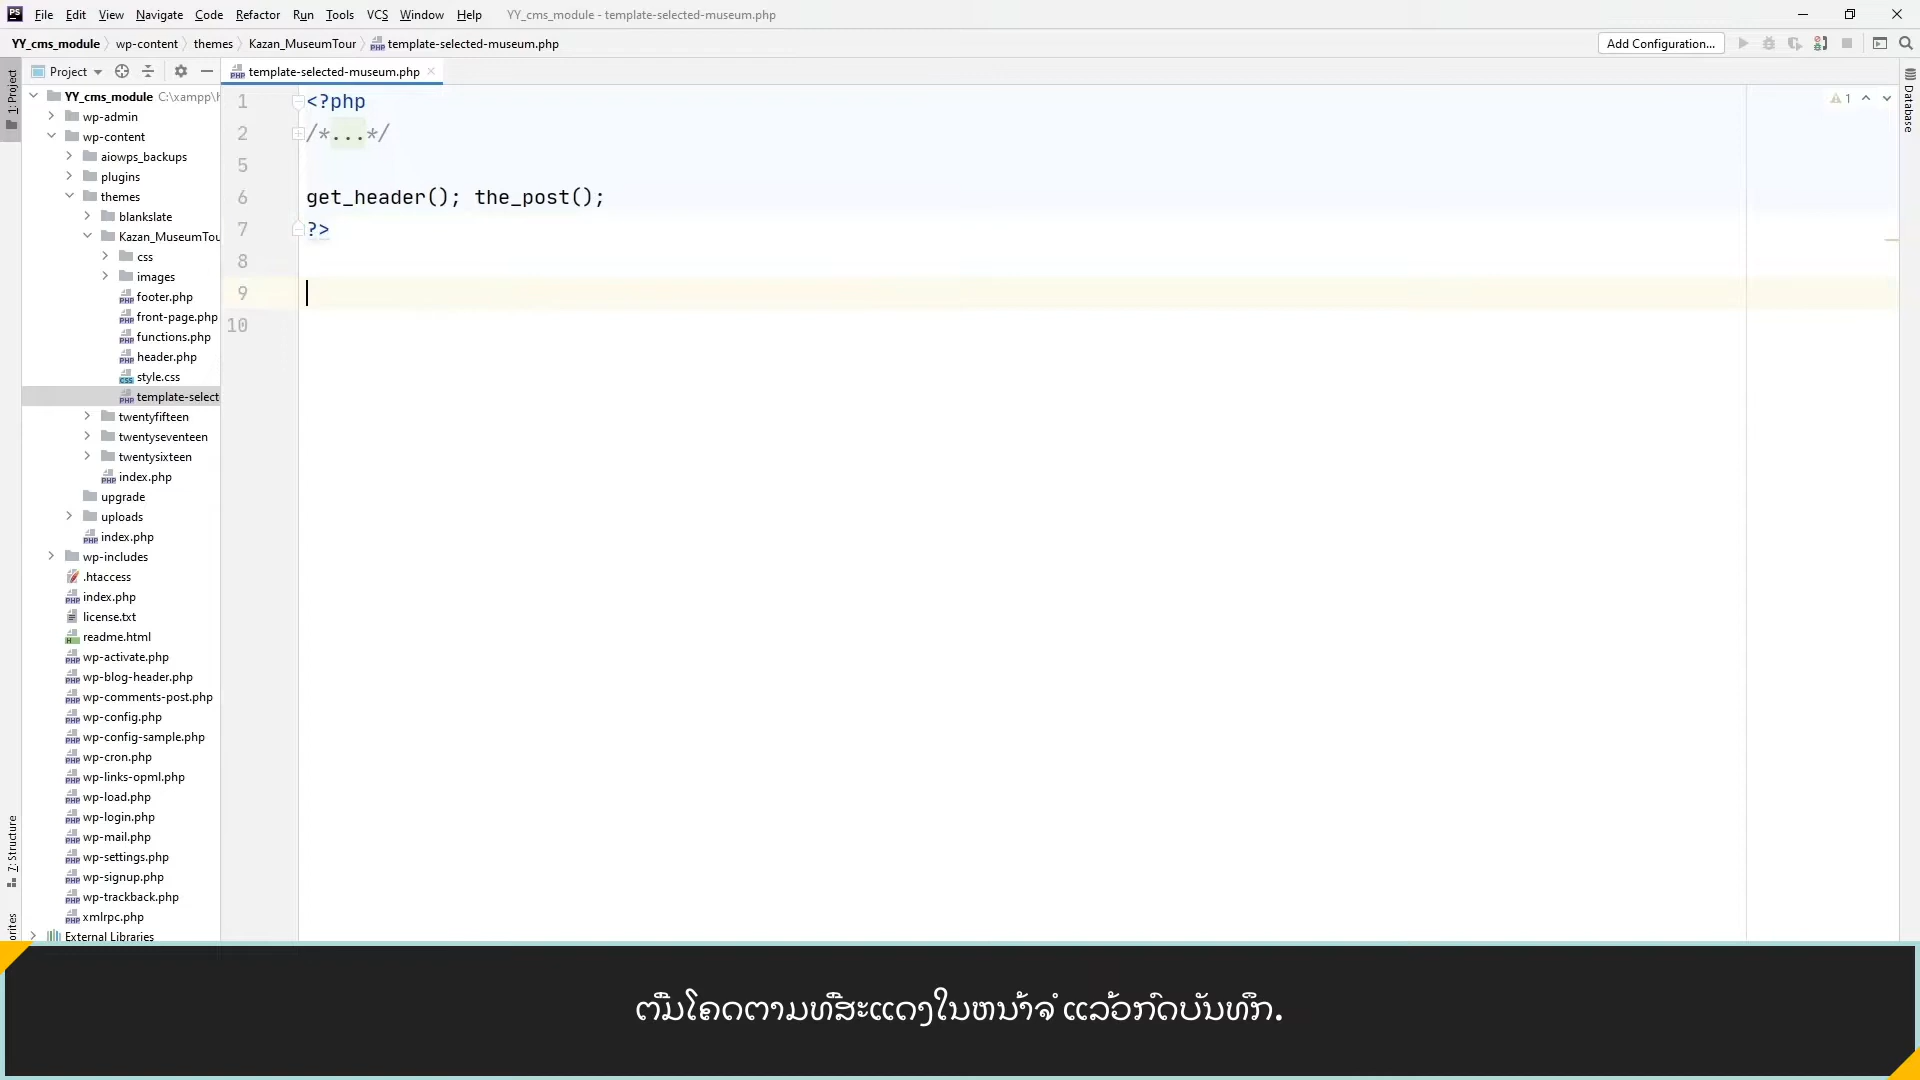 File Edit View Navigate Code Refactor Run Tools VCS Window Help YY_cms_module - template-selected-museum.php
YY_cms_module wp-content themes Kazan_MuseumTour template-selected-museum.php Add Configuration...
Project template-selected-museum.php
1: Project
YY_cms_module C:\xampp\h
wp-admin
wp-content
aiowps_backups
plugins
themes
blankslate
Kazan_MuseumTou
css
images
footer.php
front-page.php
functions.php
header.php
style.css
template-select
twentyfifteen
twentyseventeen
twentysixteen
index.php
upgrade
uploads
index.php
wp-includes
.htaccess
index.php
license.txt
readme.html
wp-activate.php
wp-blog-header.php
wp-comments-post.php
wp-config.php
wp-config-sample.php
wp-cron.php
wp-links-opml.php
wp-load.php
wp-login.php
wp-mail.php
wp-settings.php
wp-signup.php
wp-trackback.php
xmlrpc.php
External Libraries
7: Structure
orites
1 <?php
2 /*...*/
5
6 get_header(); the_post();
7 ?>
8
9
10
1
Database
ຕື່ມໂຄດຕາມທີ່ສະແດງໃນຫນ້າຈໍ ແລ້ວກົດບັນທຶກ.